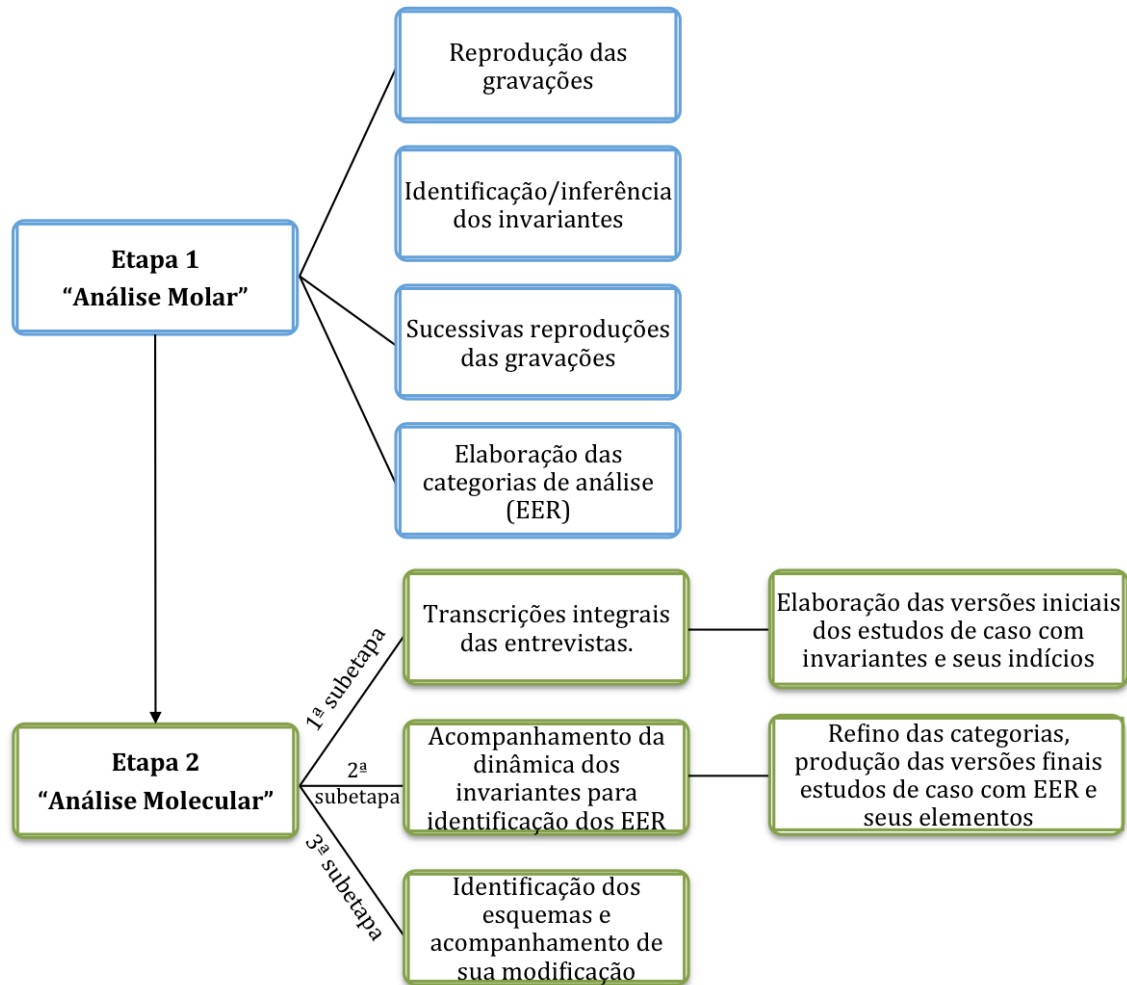 Reprodução das
gravações
Identificação/inferência
dos invariantes
Etapa 1
“Análise Molar”
Sucessivas reproduções
das gravações
Elaboração das
categorias de análise
(EER)
Etapa 2
“Análise Molecular”
1ª subetapa
Transcrições integrais
das entrevistas.
Elaboração das versões iniciais
dos estudos de caso com
invariantes e seus indícios
2ª
subetapa
Acompanhamento da
dinâmica dos
invariantes para
identificação dos EER
Refino das categorias,
produção das versões finais
estudos de caso com EER e
seus elementos
3ª subetapa
Identificação dos
esquemas e
acompanhamento de
sua modificação